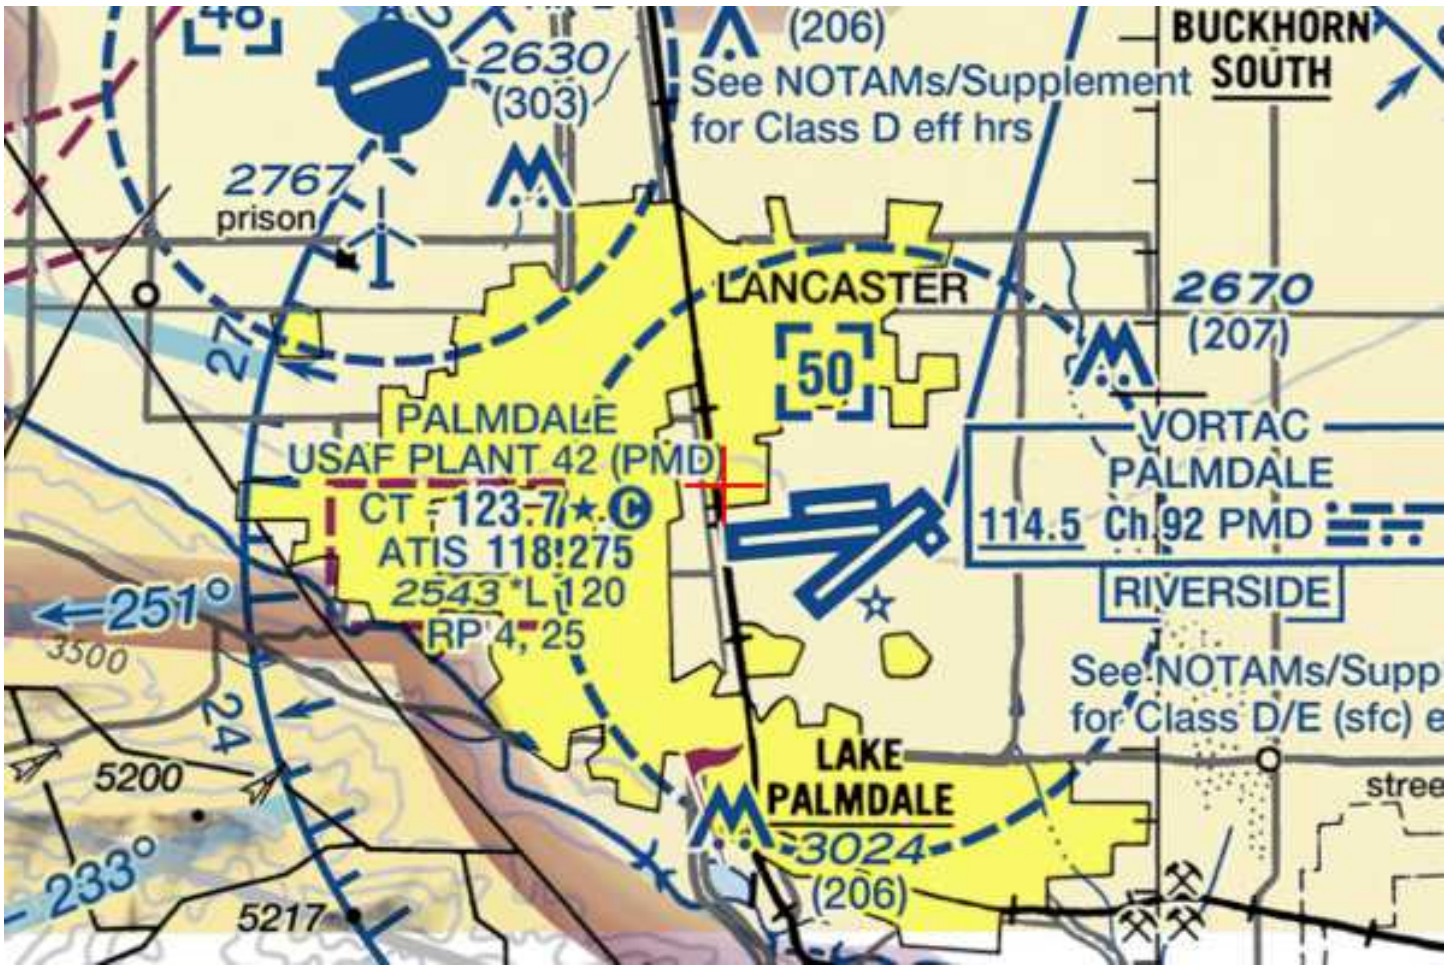 48
2630
(303)
(206)
See NOTAMs/Supplement
for Class D eff hrs
BUCKHORN
SOUTH
2767
prison
LANCASTER
2670
(207)
27
50
PALMDALE
USAF PLANT 42 (PMD)
CT - 123.7 ★ C
ATIS 118.275
2543 *L 120
RP 4, 25
VORTAC
PALMDALE
114.5 Ch 92 PMD
RIVERSIDE
251°
3500
See NOTAMs/Supp
for Class D/E (sfc) e
24
5200
LAKE
PALMDALE
3024
(206)
stree
233°
5217